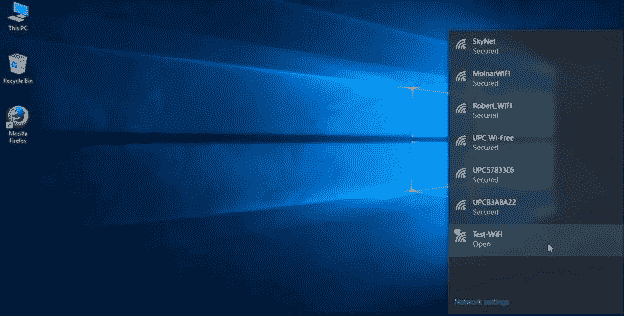 This PC
Recycle Bin
Mozilla
Firefox
SkyNet
Secured
MolnarWIFI
Secured
Robert_WIFI
Secured
UPC Wi-Free
Secured
UPC5783306
Secured
UPCB3ABA22
Secured
Test-WiFi
Open
Network settings